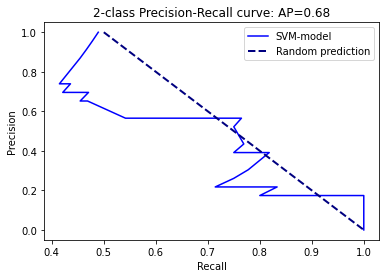 2-class Precision-Recall curve: AP=0.68
SVM-model
Random prediction
Precision
1.0
0.8
0.6
0.4
0.2
0.0
0.4 0.5 0.6 0.7 0.8 0.9 1.0
Recall